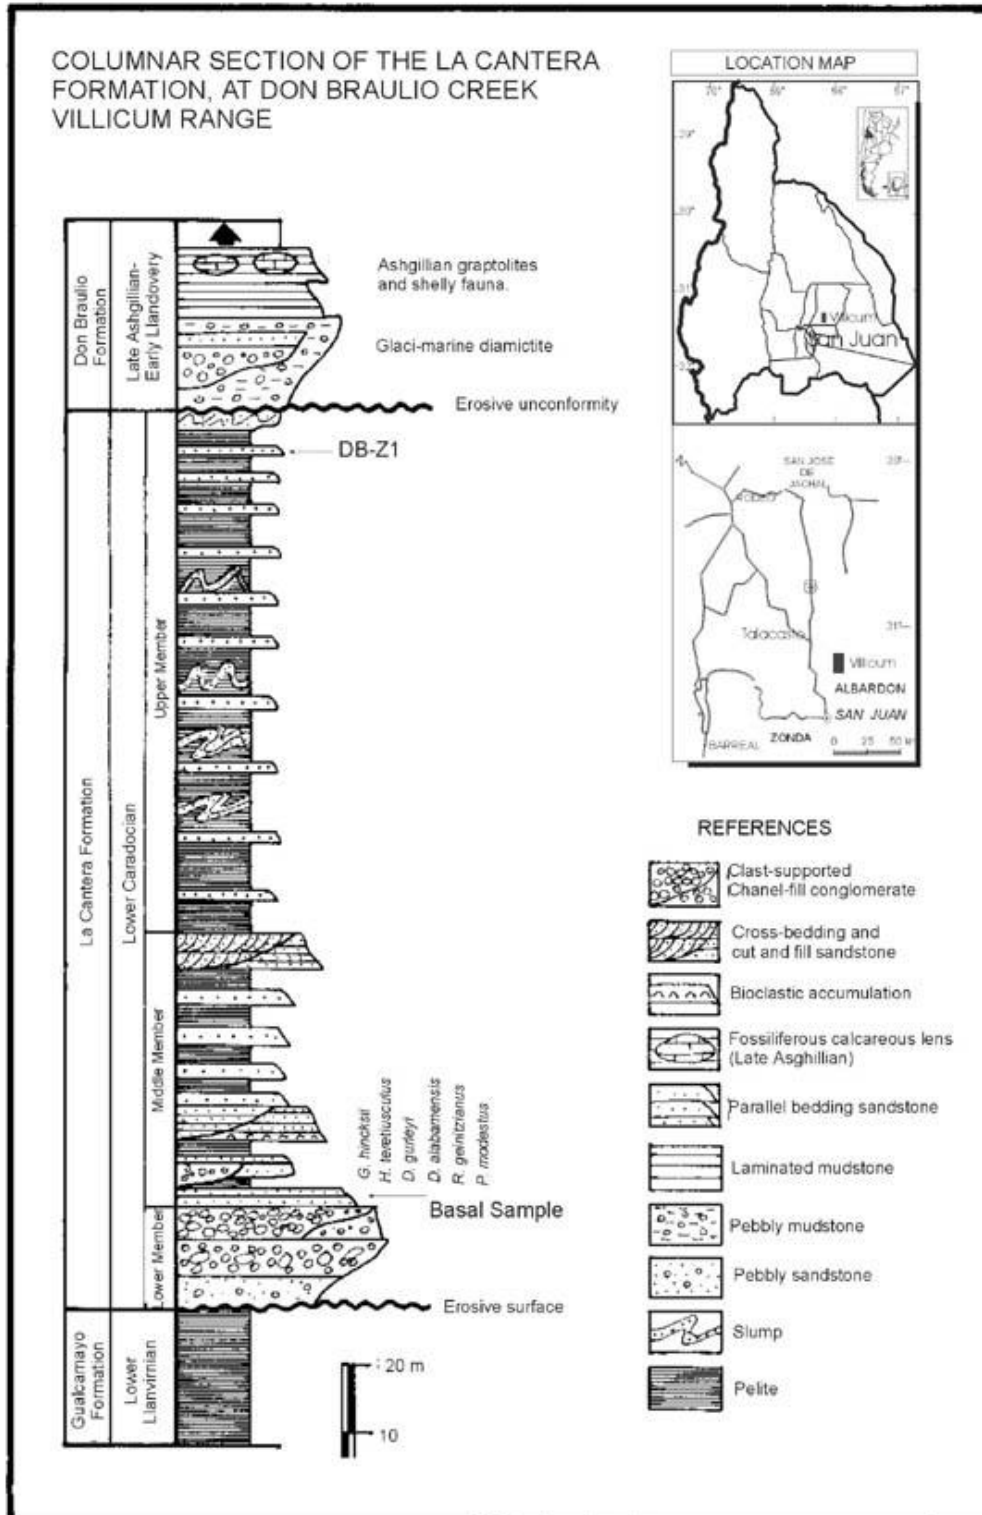 COLUMNAR SECTION OF THE LA CANTERA
FORMATION, AT DON BRAULIO CREEK
VILLICUM RANGE
LOCATION MAP
Villicum
San Juan
SAN JOSE
DE
JACHAL
RODEO
Talacasto
31°
Villicum
ALBARDON
SAN JUAN
BARREAL
ZONDA
0 25 50
Don Braulio
Formation
Late Ashgillian-
Early Llandovery
Ashgillian graptolites
and shelly fauna.
Glaci-marine diamictite
Erosive unconformity
DB-Z1
La Cantera Formation
Lower Caradocian
Upper Member
Middle Member
Lower Member
G. hincksii
H. teretiusculus
D. gurleyi
D. alabamensis
R. geinitzianus
P. modestus
Basal Sample
Erosive surface
Gualcamayo
Formation
Lower
Llanvirnian
20 m
10
REFERENCES
Clast-supported
Chanel-fill conglomerate
Cross-bedding and
cut and fill sandstone
Bioclastic accumulation
Fossiliferous calcareous lens
(Late Asghillian)
Parallel bedding sandstone
Laminated mudstone
Pebbly mudstone
Pebbly sandstone
Slump
Pelite